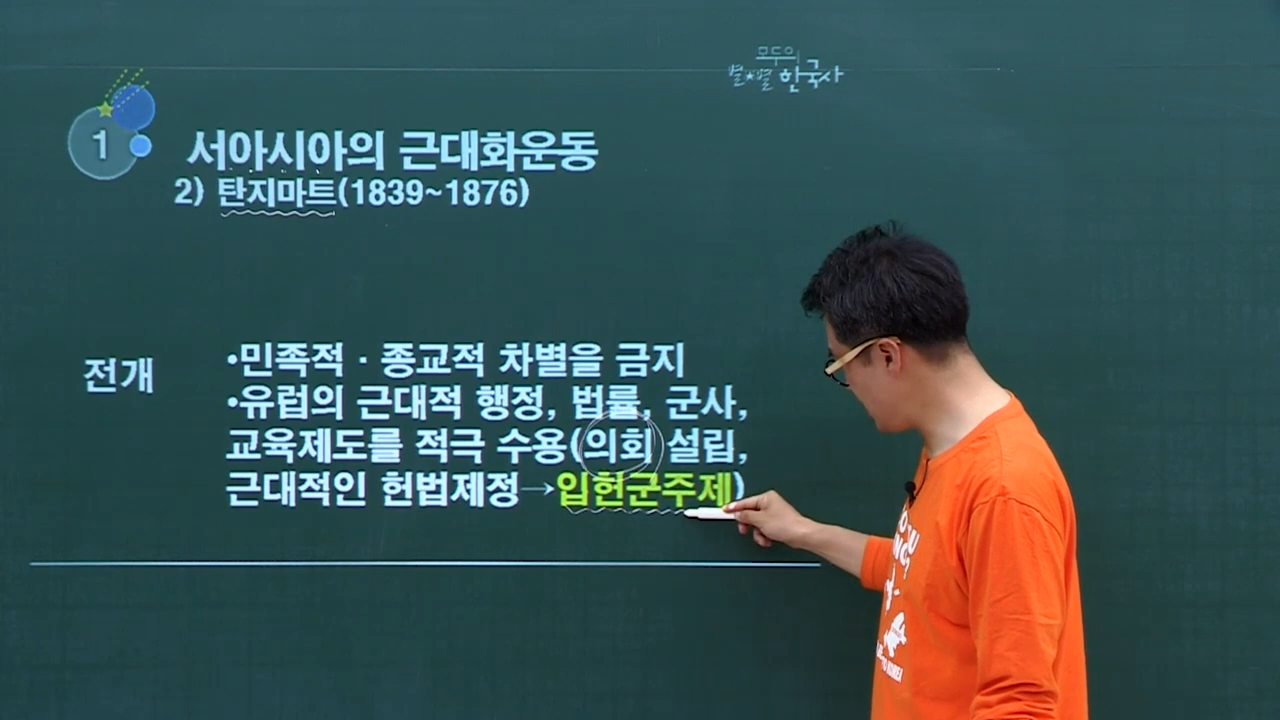 모두의
별★별 한국사
1
서아시아의 근대화운동
2) 탄지마트(1839~1876)
전개
•민족적 · 종교적 차별을 금지
•유럽의 근대적 행정, 법률, 군사,
교육제도를 적극 수용(의회 설립,
근대적인 헌법제정→입헌군주제)